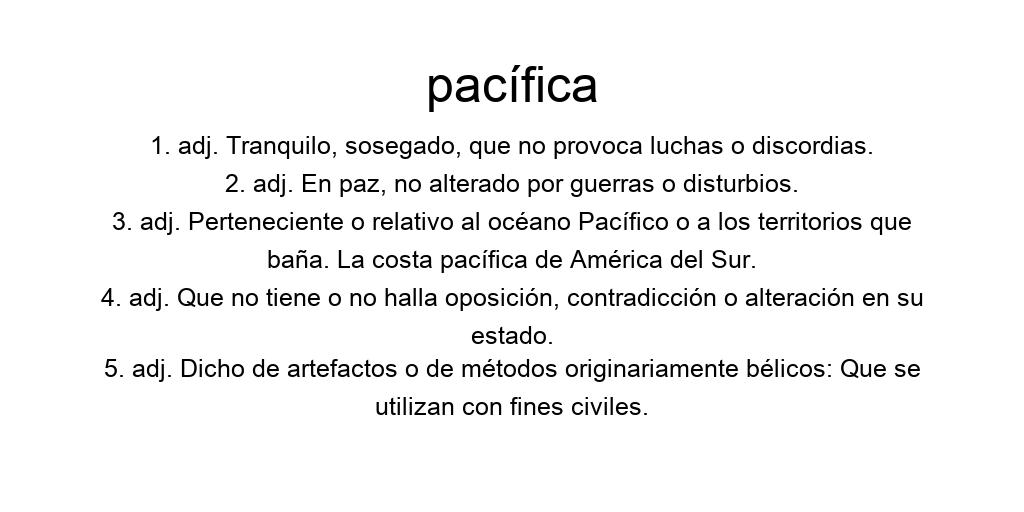 pacífica
1. adj. Tranquilo, sosegado, que no provoca luchas o discordias.
2. adj. En paz, no alterado por guerras o disturbios.
3. adj. Perteneciente o relativo al océano Pacífico o a los territorios que
baña. La costa pacífica de América del Sur.
4. adj. Que no tiene o no halla oposición, contradicción o alteración en su
estado.
5. adj. Dicho de artefactos o de métodos originariamente bélicos: Que se
utilizan con fines civiles.